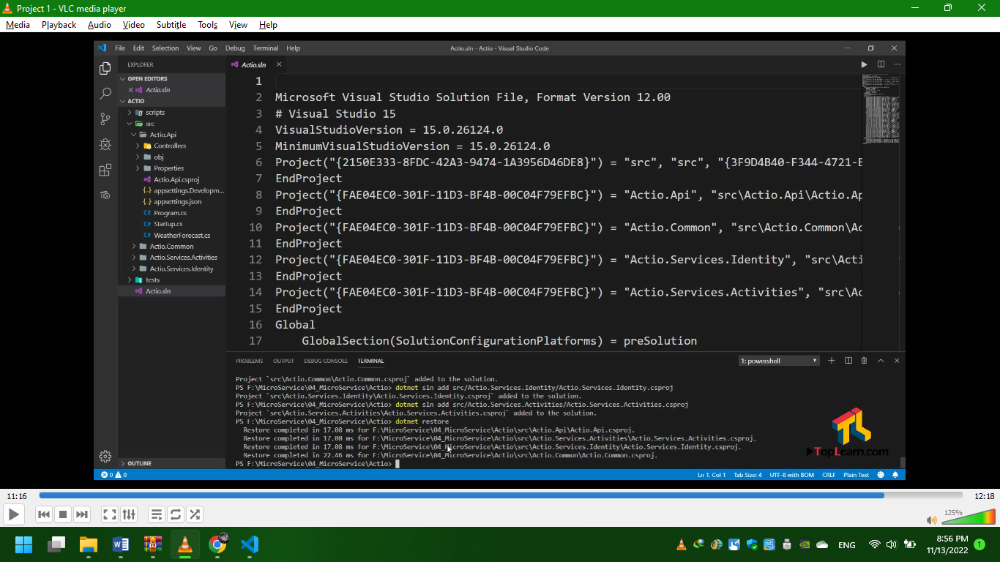 Project 1 - VLC media player
Media Playback Audio Video Subtitle Tools View Help
File Edit Selection View Go Debug Terminal Help
Actio.sln - Actio - Visual Studio Code
EXPLORER
OPEN EDITORS
Actio.sln
ACTIO
scripts
src
Actio.Api
Controllers
obj
Properties
Actio.Api.csproj
appsettings.Developm...
appsettings.json
Program.cs
Startup.cs
WeatherForecast.cs
Actio.Common
Actio.Services.Activities
Actio.Services.Identity
tests
Actio.sln
OUTLINE
Actio.sln
1
2 Microsoft Visual Studio Solution File, Format Version 12.00
3 # Visual Studio 15
4 VisualStudioVersion = 15.0.26124.0
5 MinimumVisualStudioVersion = 15.0.26124.0
6 Project("{2150E333-8FDC-42A3-9474-1A3956D46DE8}") = "src", "src", "{3F9D4B40-F344-4721-E
7 EndProject
8 Project("{FAE04EC0-301F-11D3-BF4B-00C04F79EFBC}") = "Actio.Api", "src\Actio.Api\Actio.Ap
9 EndProject
10 Project("{FAE04EC0-301F-11D3-BF4B-00C04F79EFBC}") = "Actio.Common", "src\Actio.Common\Ac
11 EndProject
12 Project("{FAE04EC0-301F-11D3-BF4B-00C04F79EFBC}") = "Actio.Services.Identity", "src\Acti
13 EndProject
14 Project("{FAE04EC0-301F-11D3-BF4B-00C04F79EFBC}") = "Actio.Services.Activities", "src\Ac
15 EndProject
16 Global
17 GlobalSection(SolutionConfigurationPlatforms) = preSolution
PROBLEMS OUTPUT DEBUG CONSOLE TERMINAL
1: powershell
Project `src\Actio.Common\Actio.Common.csproj` added to the solution.
PS F:\MicroService\04_MicroService\Actio> dotnet sln add src/Actio.Services.Identity/Actio.Services.Identity.csproj
Project `src\Actio.Services.Identity\Actio.Services.Identity.csproj` added to the solution.
PS F:\MicroService\04_MicroService\Actio> dotnet sln add src/Actio.Services.Activities/Actio.Services.Activities.csproj
Project `src\Actio.Services.Activities\Actio.Services.Activities.csproj` added to the solution.
PS F:\MicroService\04_MicroService\Actio> dotnet restore
Restore completed in 17.08 ms for F:\MicroService\04_MicroService\Actio\src\Actio.Api\Actio.Api.csproj.
Restore completed in 17.08 ms for F:\MicroService\04_MicroService\Actio\src\Actio.Services.Activities\Actio.Services.Activities.csproj.
Restore completed in 17.08 ms for F:\MicroService\04_MicroService\Actio\src\Actio.Services.Identity\Actio.Services.Identity.csproj.
Restore completed in 22.46 ms for F:\MicroService\04_MicroService\Actio\src\Actio.Common\Actio.Common.csproj.
PS F:\MicroService\04_MicroService\Actio>
TopLearn.com
0 0
Ln 1, Col 1 Tab Size: 4 UTF-8 with BOM CRLF Plain Text
11:16
12:18
125%
ENG
8:56 PM
11/13/2022
1